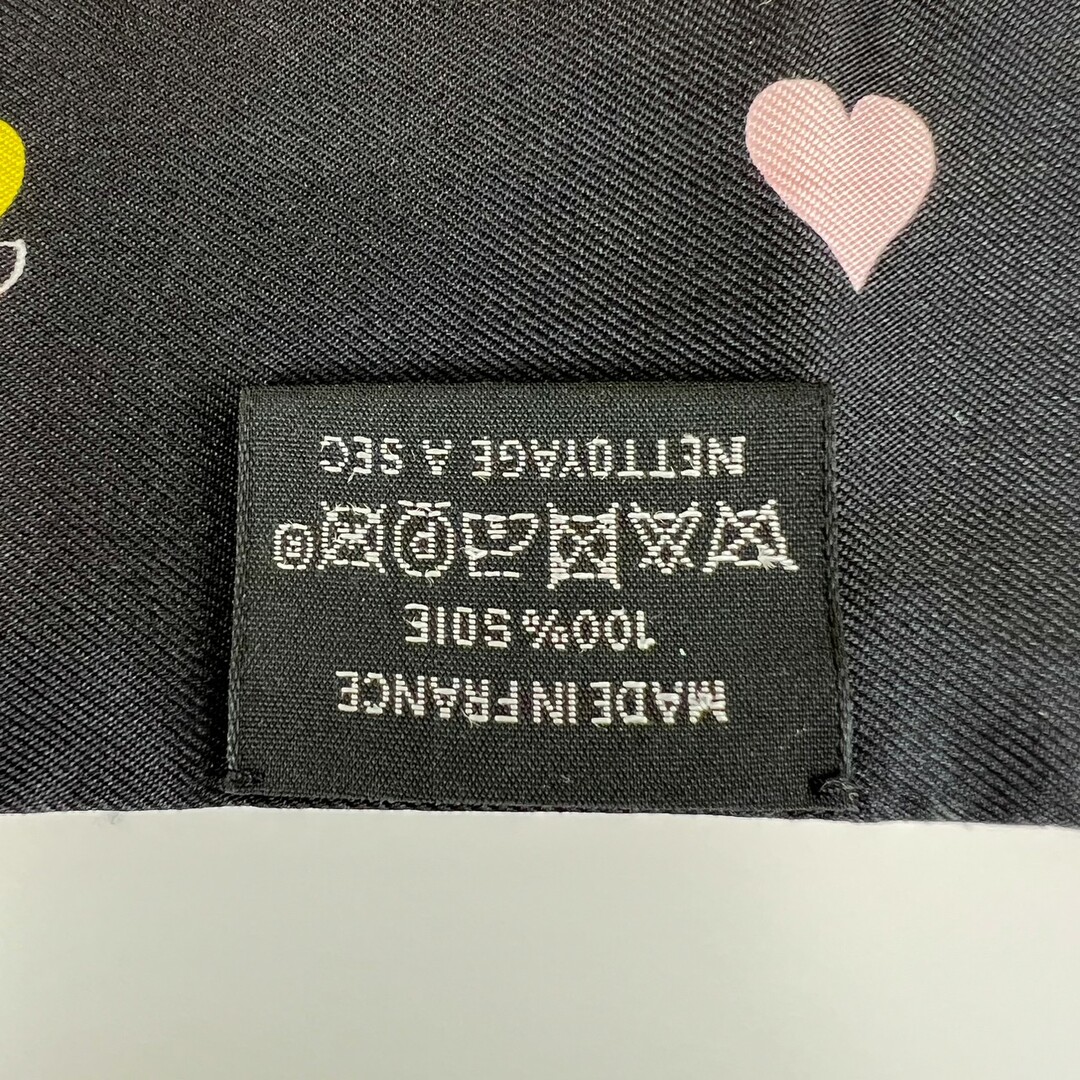 MADE IN FRANCE
100% SOIE
NETTOYAGE A SEC